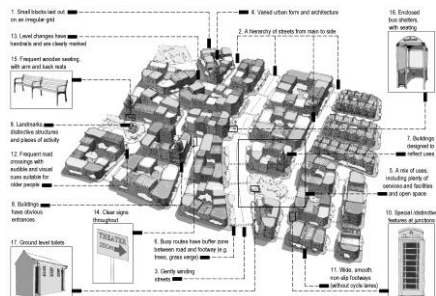 1. Small blocks laid out
on an irregular grid
4. Varied urban form and architecture
16. Enclosed
bus shelters,
with seating
13. Level changes have
handrails and are clearly marked
2. A hierarchy of streets from main to side
15. Frequent wooden seating,
with arm and back rests
9. Landmarks,
distinctive structures
and places of activity
7. Buildings
designed to
reflect uses
12. Frequent road
crossings with
audible and visual
cues suitable for
older people
5. A mix of uses,
including plenty of
services and facilities
and open space
8. Buildings
have obvious
entrances
14. Clear signs
throughout
10. Special / distinctive
features at junctions
THEATER
17. Ground level toilets
6. Busy routes have buffer zone
between road and footway (e.g.
trees, grass verge)
3. Gently winding
streets
11. Wide, smooth,
non-slip footways
(without cycle lanes)